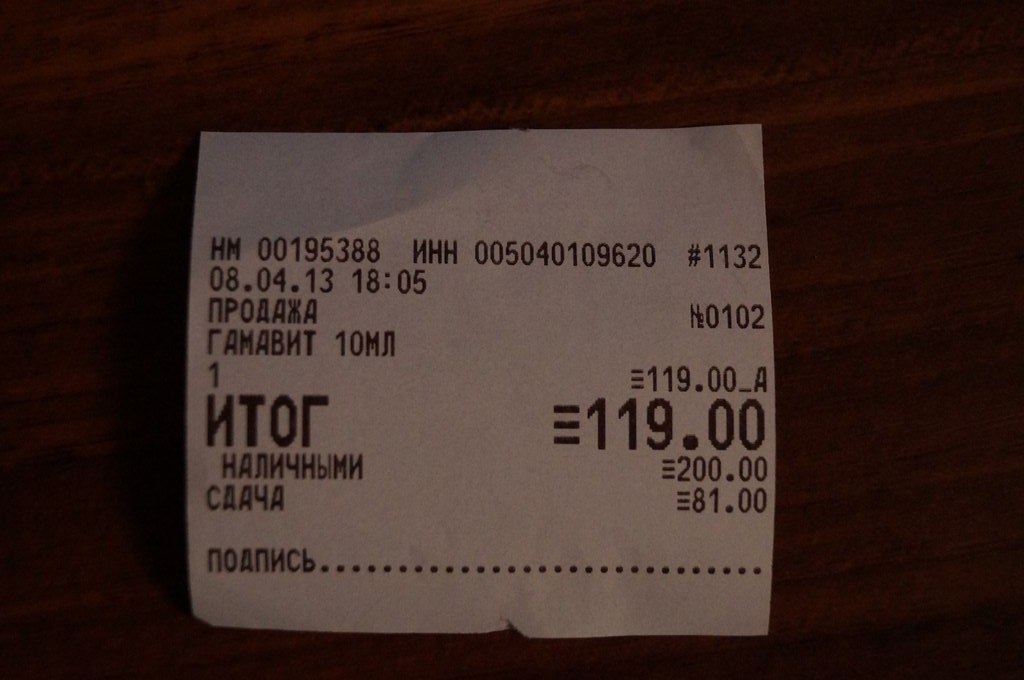 НМ 00195388 ИНН 005040109620 #1132
08.04.13 18:05
ПРОДАЖА №0102
ГАМАВИТ 10МЛ
1 ≡119.00_А
ИТОГ ≡119.00
НАЛИЧНЫМИ ≡200.00
СДАЧА ≡81.00
ПОДПИСЬ............................